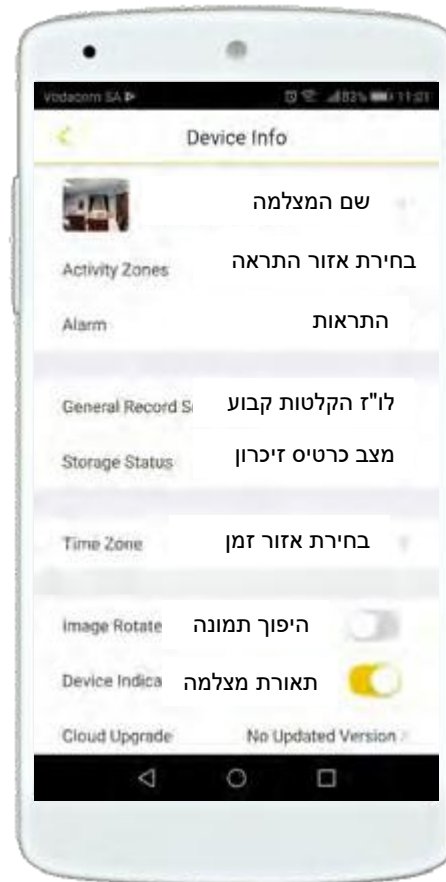 Vodacom SA 83% 11:01
Device Info
שם המצלמה
Activity Zones בחירת אזור התראה
Alarm התראות
General Record S לו"ז הקלטות קבוע
Storage Status מצב כרטיס זיכרון
Time Zone בחירת אזור זמן
Image Rotate היפוך תמונה
Device Indica תאורת מצלמה
Cloud Upgrade No Updated Version